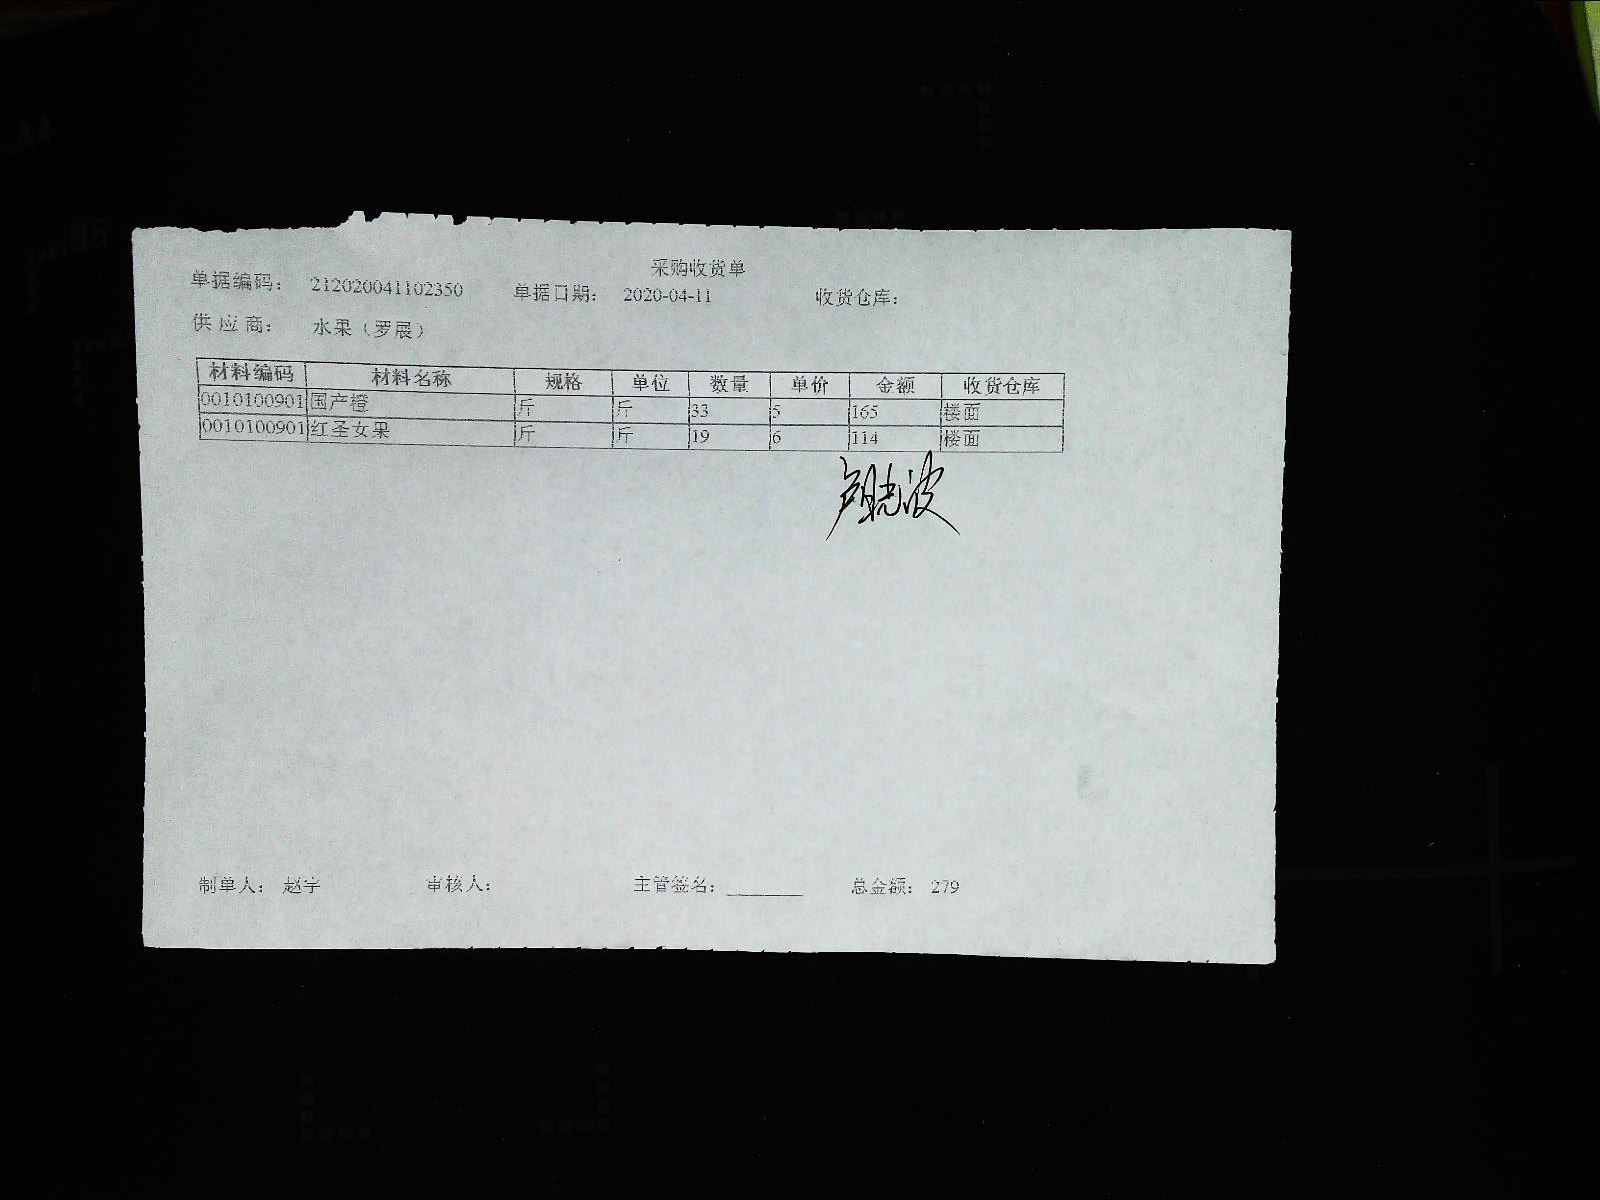 采购收货单
单据编码： 212020041102350 单据日期： 2020-04-11 收货仓库：
供应商： 水果（罗展）
材料编码 材料名称 规格 单位 数量 单价 金额 收货仓库
0010100901 国产橙 斤 斤 33 5 165 楼面
0010100901 红圣女果 斤 斤 19 6 114 楼面
制单人： 赵宇 审核人： 主管签名： 总金额： 279